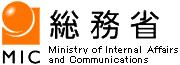 MIC
総務省
Ministry of Internal Affairs
and Communications